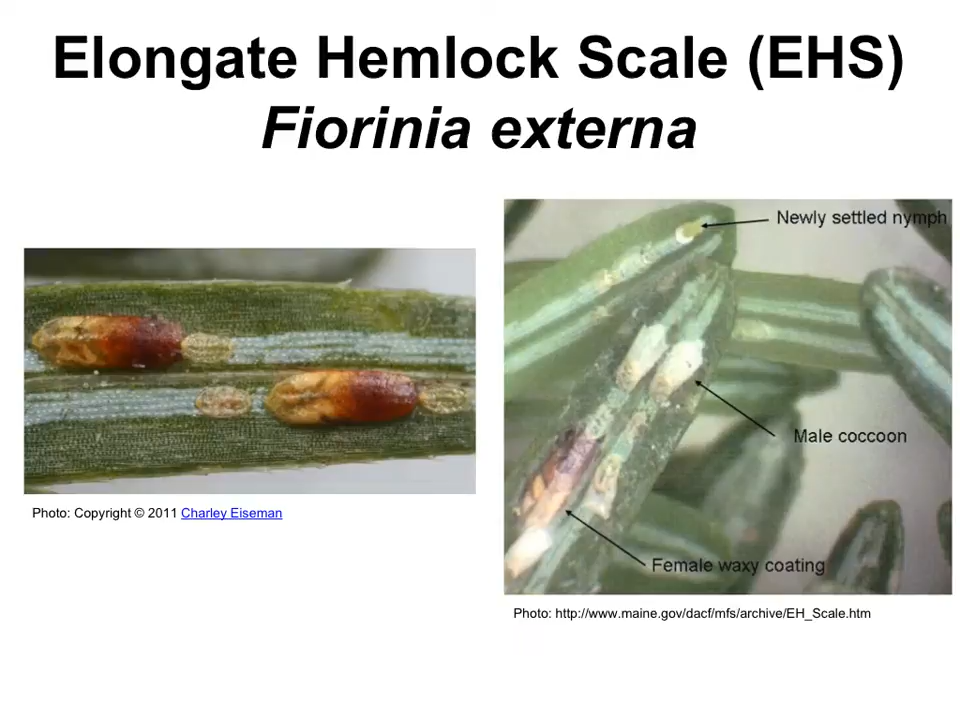 Elongate Hemlock Scale (EHS)
Fiorinia externa
Newly settled nymph
Male coccoon
Female waxy coating
Photo: Copyright © 2011 Charley Eiseman
Photo: http://www.maine.gov/dacf/mfs/archive/EH_Scale.htm